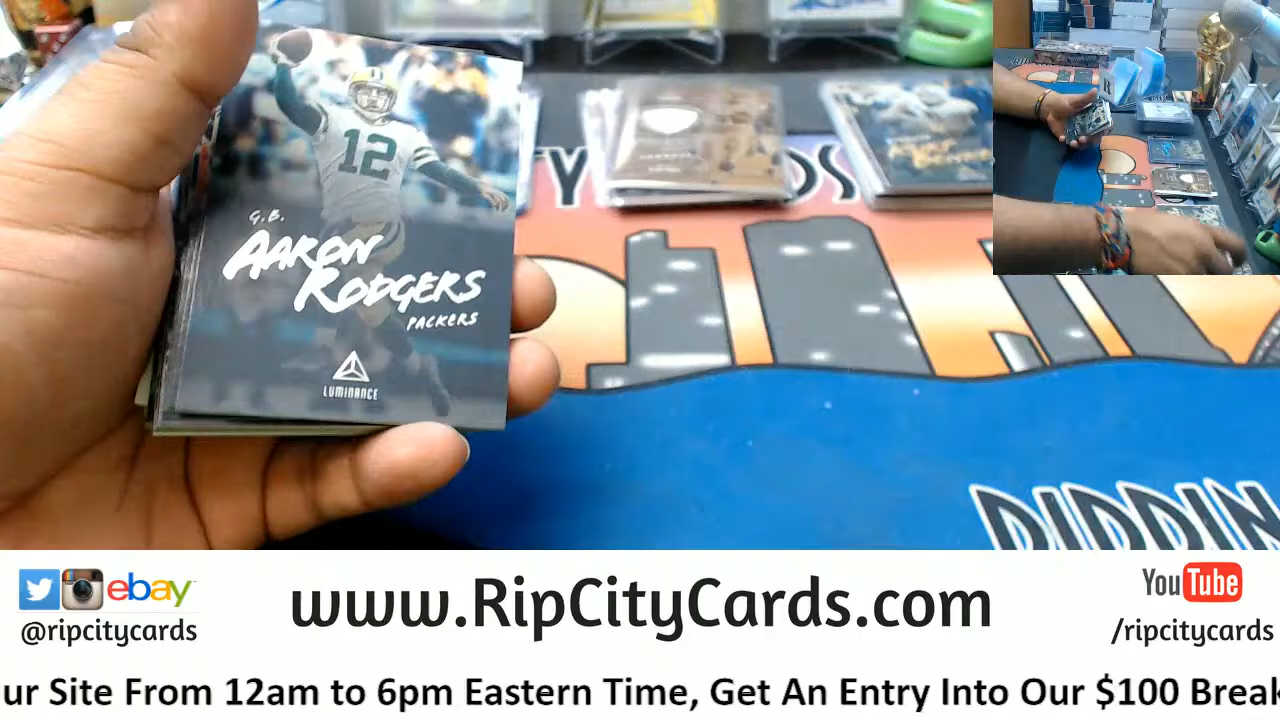 12
G.B.
AARON
RODGERS
PACKERS
LUMINANCE
www.RipCityCards.com
ebay
@ripcitycards
YouTube
/ripcitycards
ur Site From 12am to 6pm Eastern Time, Get An Entry Into Our $100 Break